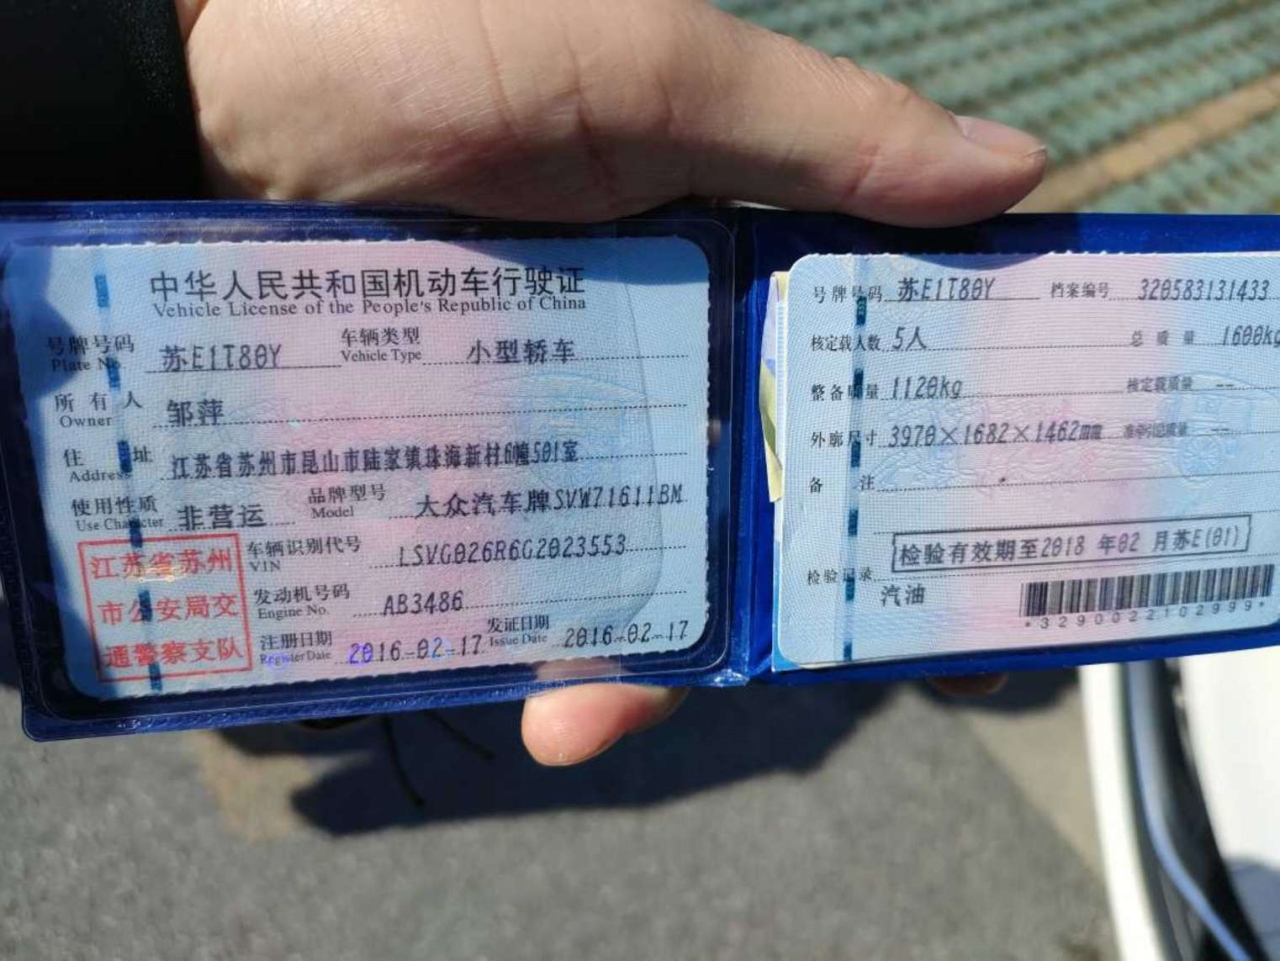 中华人民共和国机动车行驶证
Vehicle License of the People's Republic of China
号牌号码 苏E1T80Y 车辆类型 小型轿车
Plate No. Vehicle Type
所有人 邹萍
Owner
住址 江苏省苏州市昆山市陆家镇珠海新村6幢501室
Address
使用性质 非营运 品牌型号 大众汽车牌SVW71611BM
Use Character Model
江苏省苏州
市公安局交
通警察支队
车辆识别代号 LSVG026R6G2023553
VIN
发动机号码 AB3486
Engine No.
注册日期 2016-02-17 发证日期 2016-02-17
Register Date Issue Date
号牌号码 苏E1T80Y 档案编号 320583131433
核定载人数 5人 总质量 1600kg
整备质量 1120kg 核定载质量 --
外廓尺寸 3970×1682×1462mm 准牵引总质量 --
备注
检验有效期至2018年02月苏E(01)
检验记录
汽油
*3290022102999*